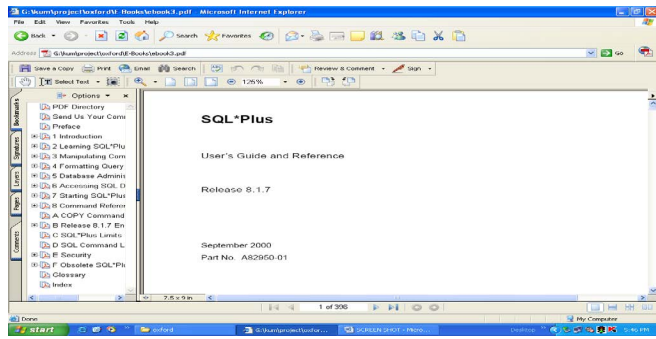 G:\kum\project\oxford\E-Books\ebook3.pdf - Microsoft Internet Explorer
File Edit View Favorites Tools Help
Back Search Favorites
Address G:\kum\project\oxford\E-Books\ebook3.pdf Go
Save a Copy Print Email Search Review & Comment Sign
Select Text 125%
Options
Bookmarks
Signatures
Layers
Pages
Comments
PDF Directory
Send Us Your Com
Preface
1 Introduction
2 Learning SQL*Plu
3 Manipulating Com
4 Formatting Query
5 Database Adminis
6 Accessing SQL D
7 Starting SQL*Plus
8 Command Referen
A COPY Command
B Release 8.1.7 En
C SQL*Plus Limits
D SQL Command L
E Security
F Obsolete SQL*Pl
Glossary
Index
SQL*Plus
User's Guide and Reference
Release 8.1.7
September 2000
Part No. A82950-01
7.5 x 9 in
1 of 396
Done My Computer
start oxford G:\kum\project\oxfor... SCREEN SHOT - Micro... Desktop 5:46 PM